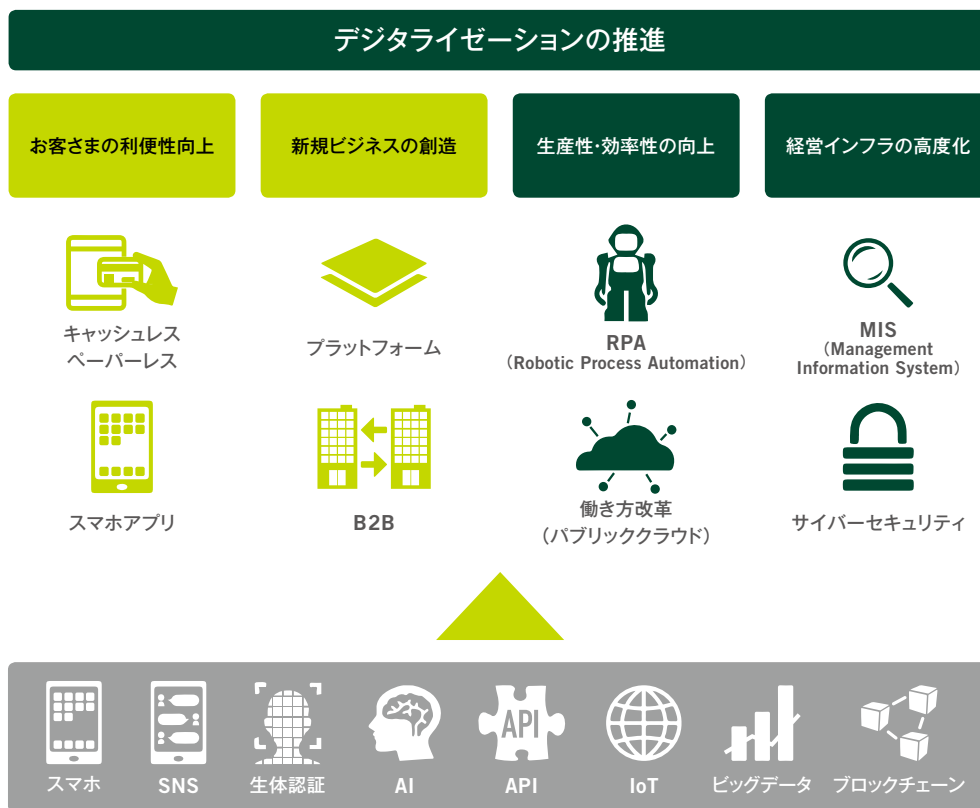 デジタライゼーションの推進
お客さまの利便性向上
新規ビジネスの創造
生産性・効率性の向上
経営インフラの高度化
キャッシュレス
ペーパーレス
プラットフォーム
RPA
(Robotic Process Automation)
MIS
(Management
Information System)
スマホアプリ
B2B
働き方改革
(パブリッククラウド)
サイバーセキュリティ
API
スマホ
SNS
生体認証
AI
API
IoT
ビッグデータ
ブロックチェーン